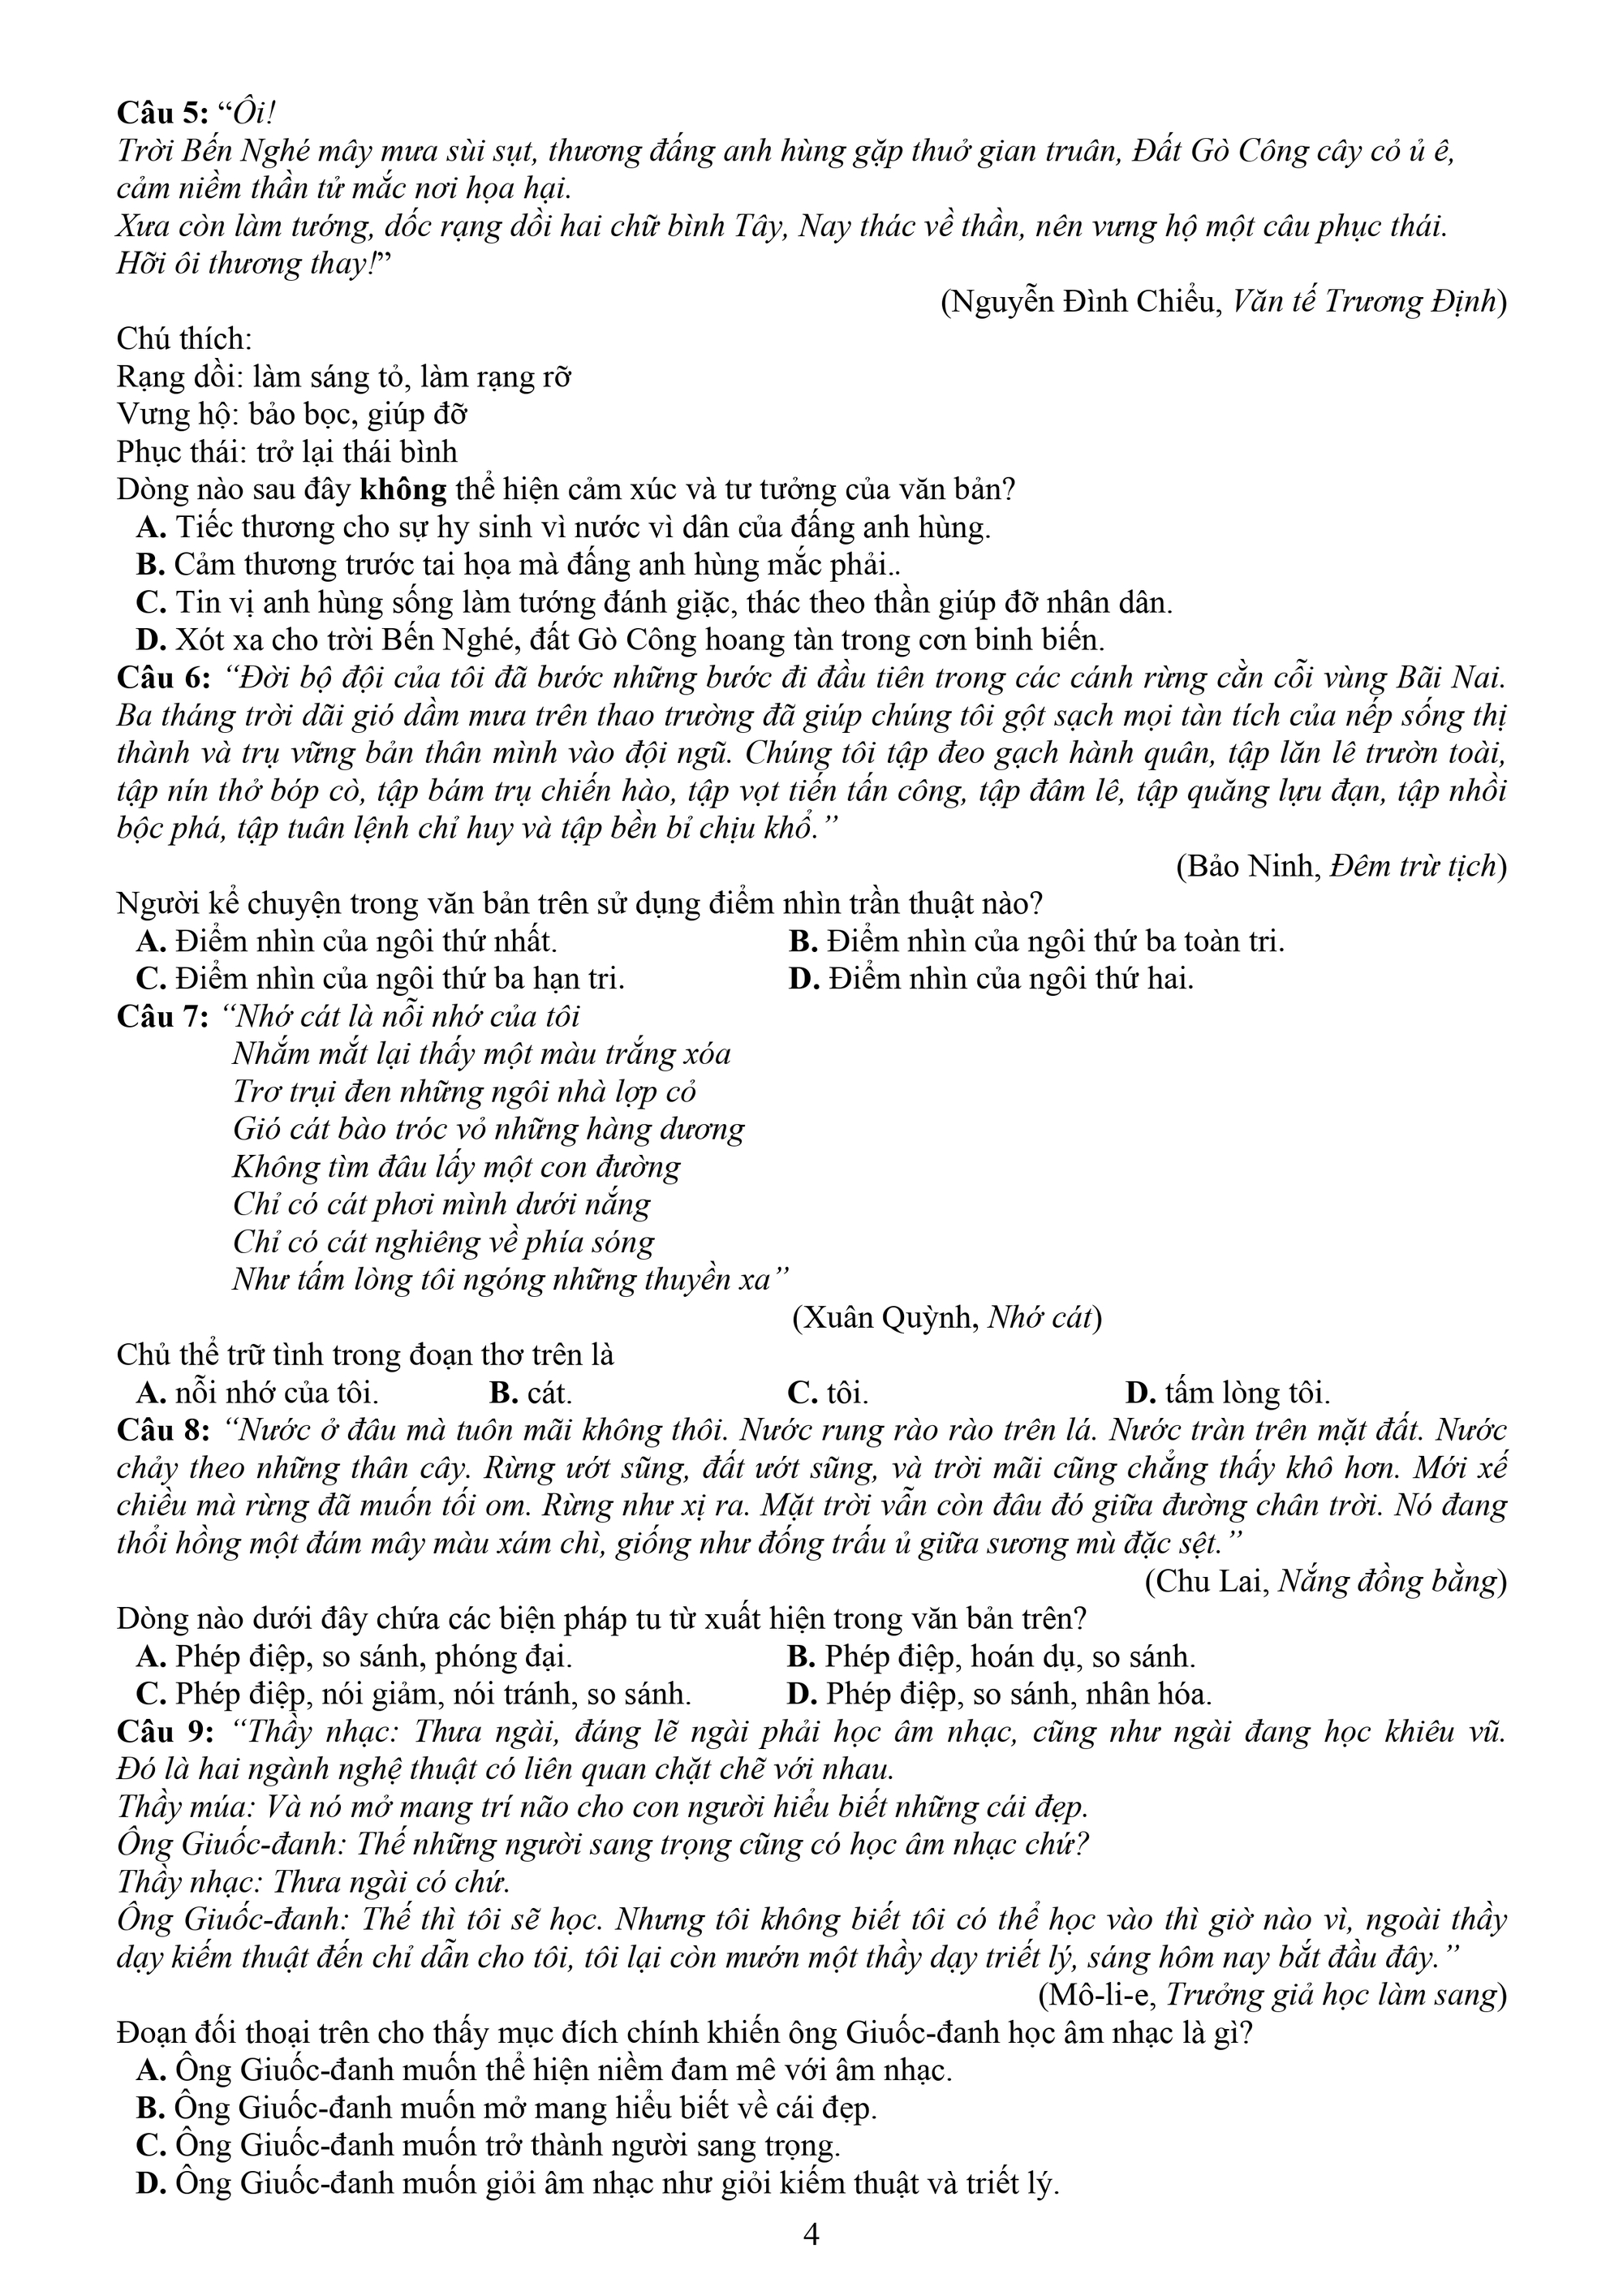 Câu 5: “Ôi!
Trời Bến Nghé mây mưa sùi sụt, thương đấng anh hùng gặp thuở gian truân, Đất Gò Công cây cỏ ủ ê,
cảm niềm thần tử mắc nơi họa hại.
Xưa còn làm tướng, dốc rạng dồi hai chữ bình Tây, Nay thác về thần, nên vưng hộ một câu phục thái.
Hỡi ôi thương thay!”
(Nguyễn Đình Chiểu, Văn tế Trương Định)
Chú thích:
Rạng dồi: làm sáng tỏ, làm rạng rỡ
Vưng hộ: bảo bọc, giúp đỡ
Phục thái: trở lại thái bình
Dòng nào sau đây không thể hiện cảm xúc và tư tưởng của văn bản?
A. Tiếc thương cho sự hy sinh vì nước vì dân của đấng anh hùng.
B. Cảm thương trước tai họa mà đấng anh hùng mắc phải..
C. Tin vị anh hùng sống làm tướng đánh giặc, thác theo thần giúp đỡ nhân dân.
D. Xót xa cho trời Bến Nghé, đất Gò Công hoang tàn trong cơn binh biến.
Câu 6: “Đời bộ đội của tôi đã bước những bước đi đầu tiên trong các cánh rừng cằn cỗi vùng Bãi Nai.
Ba tháng trời dãi gió dầm mưa trên thao trường đã giúp chúng tôi gột sạch mọi tàn tích của nếp sống thị
thành và trụ vững bản thân mình vào đội ngũ. Chúng tôi tập đeo gạch hành quân, tập lăn lê trườn toài,
tập nín thở bóp cò, tập bám trụ chiến hào, tập vọt tiến tấn công, tập đâm lê, tập quăng lựu đạn, tập nhồi
bộc phá, tập tuân lệnh chỉ huy và tập bền bỉ chịu khổ.”
(Bảo Ninh, Đêm trừ tịch)
Người kể chuyện trong văn bản trên sử dụng điểm nhìn trần thuật nào?
A. Điểm nhìn của ngôi thứ nhất. B. Điểm nhìn của ngôi thứ ba toàn tri.
C. Điểm nhìn của ngôi thứ ba hạn tri. D. Điểm nhìn của ngôi thứ hai.
Câu 7: “Nhớ cát là nỗi nhớ của tôi
Nhắm mắt lại thấy một màu trắng xóa
Trơ trụi đen những ngôi nhà lợp cỏ
Gió cát bào tróc vỏ những hàng dương
Không tìm đâu lấy một con đường
Chỉ có cát phơi mình dưới nắng
Chỉ có cát nghiêng về phía sóng
Như tấm lòng tôi ngóng những thuyền xa”
(Xuân Quỳnh, Nhớ cát)
Chủ thể trữ tình trong đoạn thơ trên là
A. nỗi nhớ của tôi. B. cát. C. tôi. D. tấm lòng tôi.
Câu 8: “Nước ở đâu mà tuôn mãi không thôi. Nước rung rào rào trên lá. Nước tràn trên mặt đất. Nước
chảy theo những thân cây. Rừng ướt sũng, đất ướt sũng, và trời mãi cũng chẳng thấy khô hơn. Mới xế
chiều mà rừng đã muốn tối om. Rừng như xị ra. Mặt trời vẫn còn đâu đó giữa đường chân trời. Nó đang
thổi hồng một đám mây màu xám chì, giống như đống trấu ủ giữa sương mù đặc sệt.”
(Chu Lai, Nắng đồng bằng)
Dòng nào dưới đây chứa các biện pháp tu từ xuất hiện trong văn bản trên?
A. Phép điệp, so sánh, phóng đại. B. Phép điệp, hoán dụ, so sánh.
C. Phép điệp, nói giảm, nói tránh, so sánh. D. Phép điệp, so sánh, nhân hóa.
Câu 9: “Thầy nhạc: Thưa ngài, đáng lẽ ngài phải học âm nhạc, cũng như ngài đang học khiêu vũ.
Đó là hai ngành nghệ thuật có liên quan chặt chẽ với nhau.
Thầy múa: Và nó mở mang trí não cho con người hiểu biết những cái đẹp.
Ông Giuốc-đanh: Thế những người sang trọng cũng có học âm nhạc chứ?
Thầy nhạc: Thưa ngài có chứ.
Ông Giuốc-đanh: Thế thì tôi sẽ học. Nhưng tôi không biết tôi có thể học vào thì giờ nào vì, ngoài thầy
dạy kiếm thuật đến chỉ dẫn cho tôi, tôi lại còn mướn một thầy dạy triết lý, sáng hôm nay bắt đầu đây.”
(Mô-li-e, Trưởng giả học làm sang)
Đoạn đối thoại trên cho thấy mục đích chính khiến ông Giuốc-đanh học âm nhạc là gì?
A. Ông Giuốc-đanh muốn thể hiện niềm đam mê với âm nhạc.
B. Ông Giuốc-đanh muốn mở mang hiểu biết về cái đẹp.
C. Ông Giuốc-đanh muốn trở thành người sang trọng.
D. Ông Giuốc-đanh muốn giỏi âm nhạc như giỏi kiếm thuật và triết lý.
4